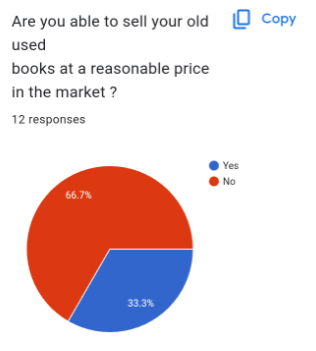 Are you able to sell your old
used
books at a reasonable price
in the market ?
Copy
12 responses
Yes
No
66.7%
33.3%